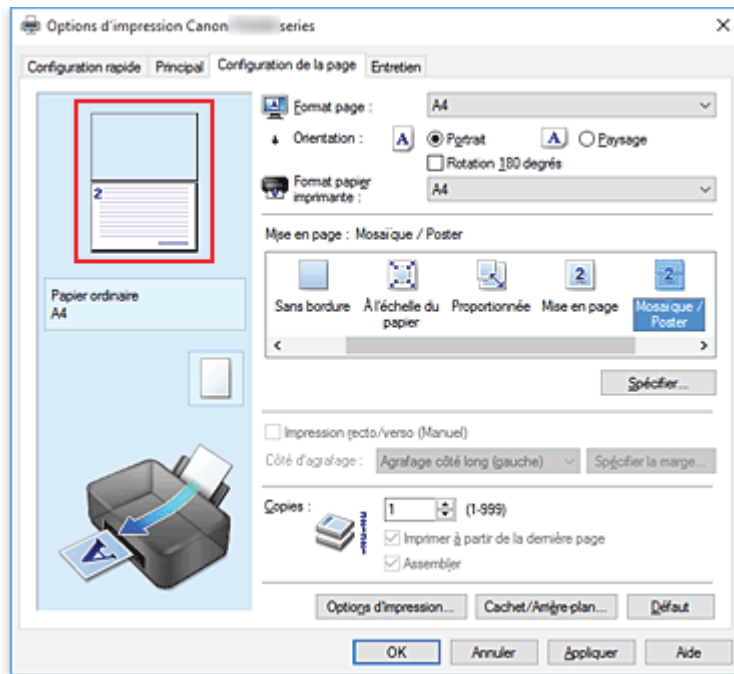 Options d'impression Canon series
Configuration rapide Principal Configuration de la page Entretien
Format page : A4
Orientation : A Portrait A Paysage
Rotation 180 degrés
Format papier imprimante : A4
2
Mise en page : Mosaïque / Poster
2 2
Sans bordure À l'échelle du papier Proportionnée Mise en page Mosaïque / Poster
Papier ordinaire
A4
Spécifier...
Impression recto/verso (Manuel)
Côté d'agrafage : Agrafage côté long (gauche) Spécifier la marge...
Copies : 1 (1-999)
Imprimer à partir de la dernière page
Assembler
A
Options d'impression... Cachet/Arrière-plan... Défaut
OK Annuler Appliquer Aide